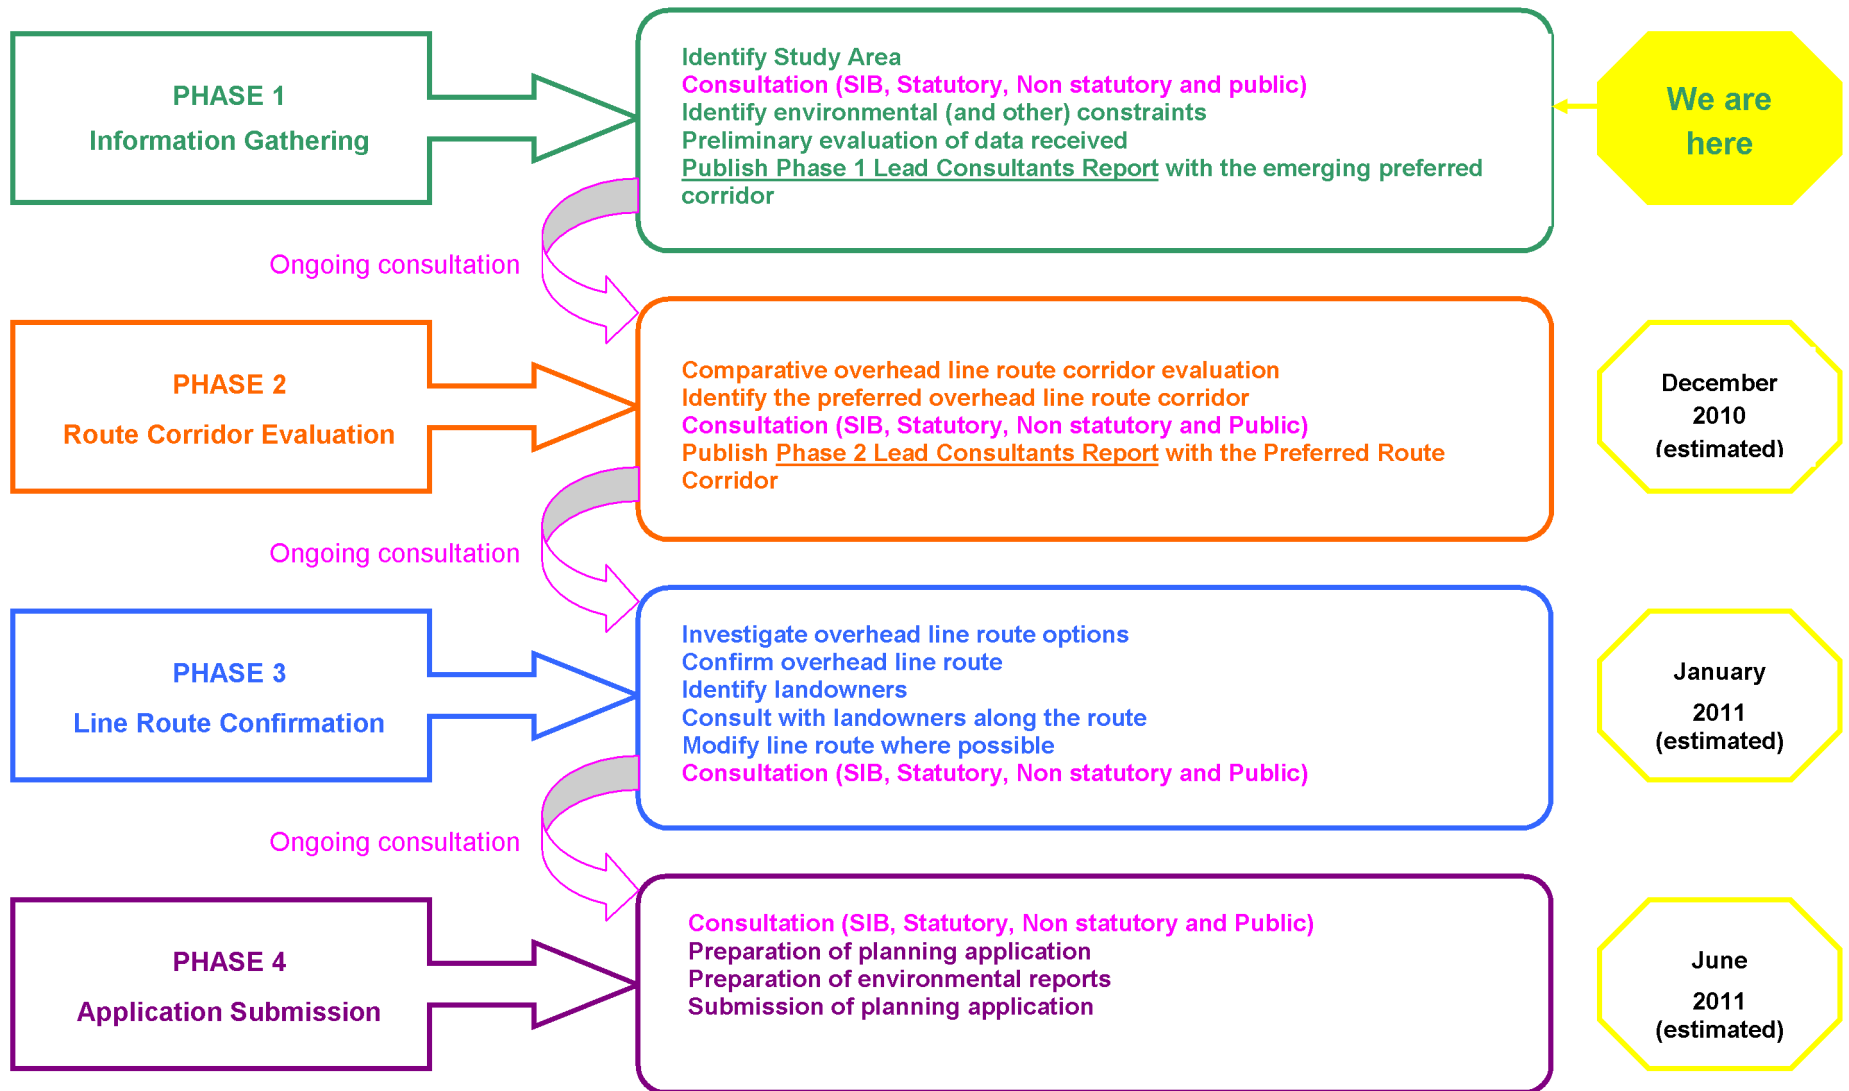 PHASE 1
Information Gathering
Identify Study Area
Consultation (SIB, Statutory, Non statutory and public)
Identify environmental (and other) constraints
Preliminary evaluation of data received
Publish Phase 1 Lead Consultants Report with the emerging preferred
corridor
We are
here
Ongoing consultation
PHASE 2
Route Corridor Evaluation
Comparative overhead line route corridor evaluation
Identify the preferred overhead line route corridor
Consultation (SIB, Statutory, Non statutory and Public)
Publish Phase 2 Lead Consultants Report with the Preferred Route
Corridor
December
2010
(estimated)
Ongoing consultation
PHASE 3
Line Route Confirmation
Investigate overhead line route options
Confirm overhead line route
Identify landowners
Consult with landowners along the route
Modify line route where possible
Consultation (SIB, Statutory, Non statutory and Public)
January
2011
(estimated)
Ongoing consultation
PHASE 4
Application Submission
Consultation (SIB, Statutory, Non statutory and Public)
Preparation of planning application
Preparation of environmental reports
Submission of planning application
June
2011
(estimated)